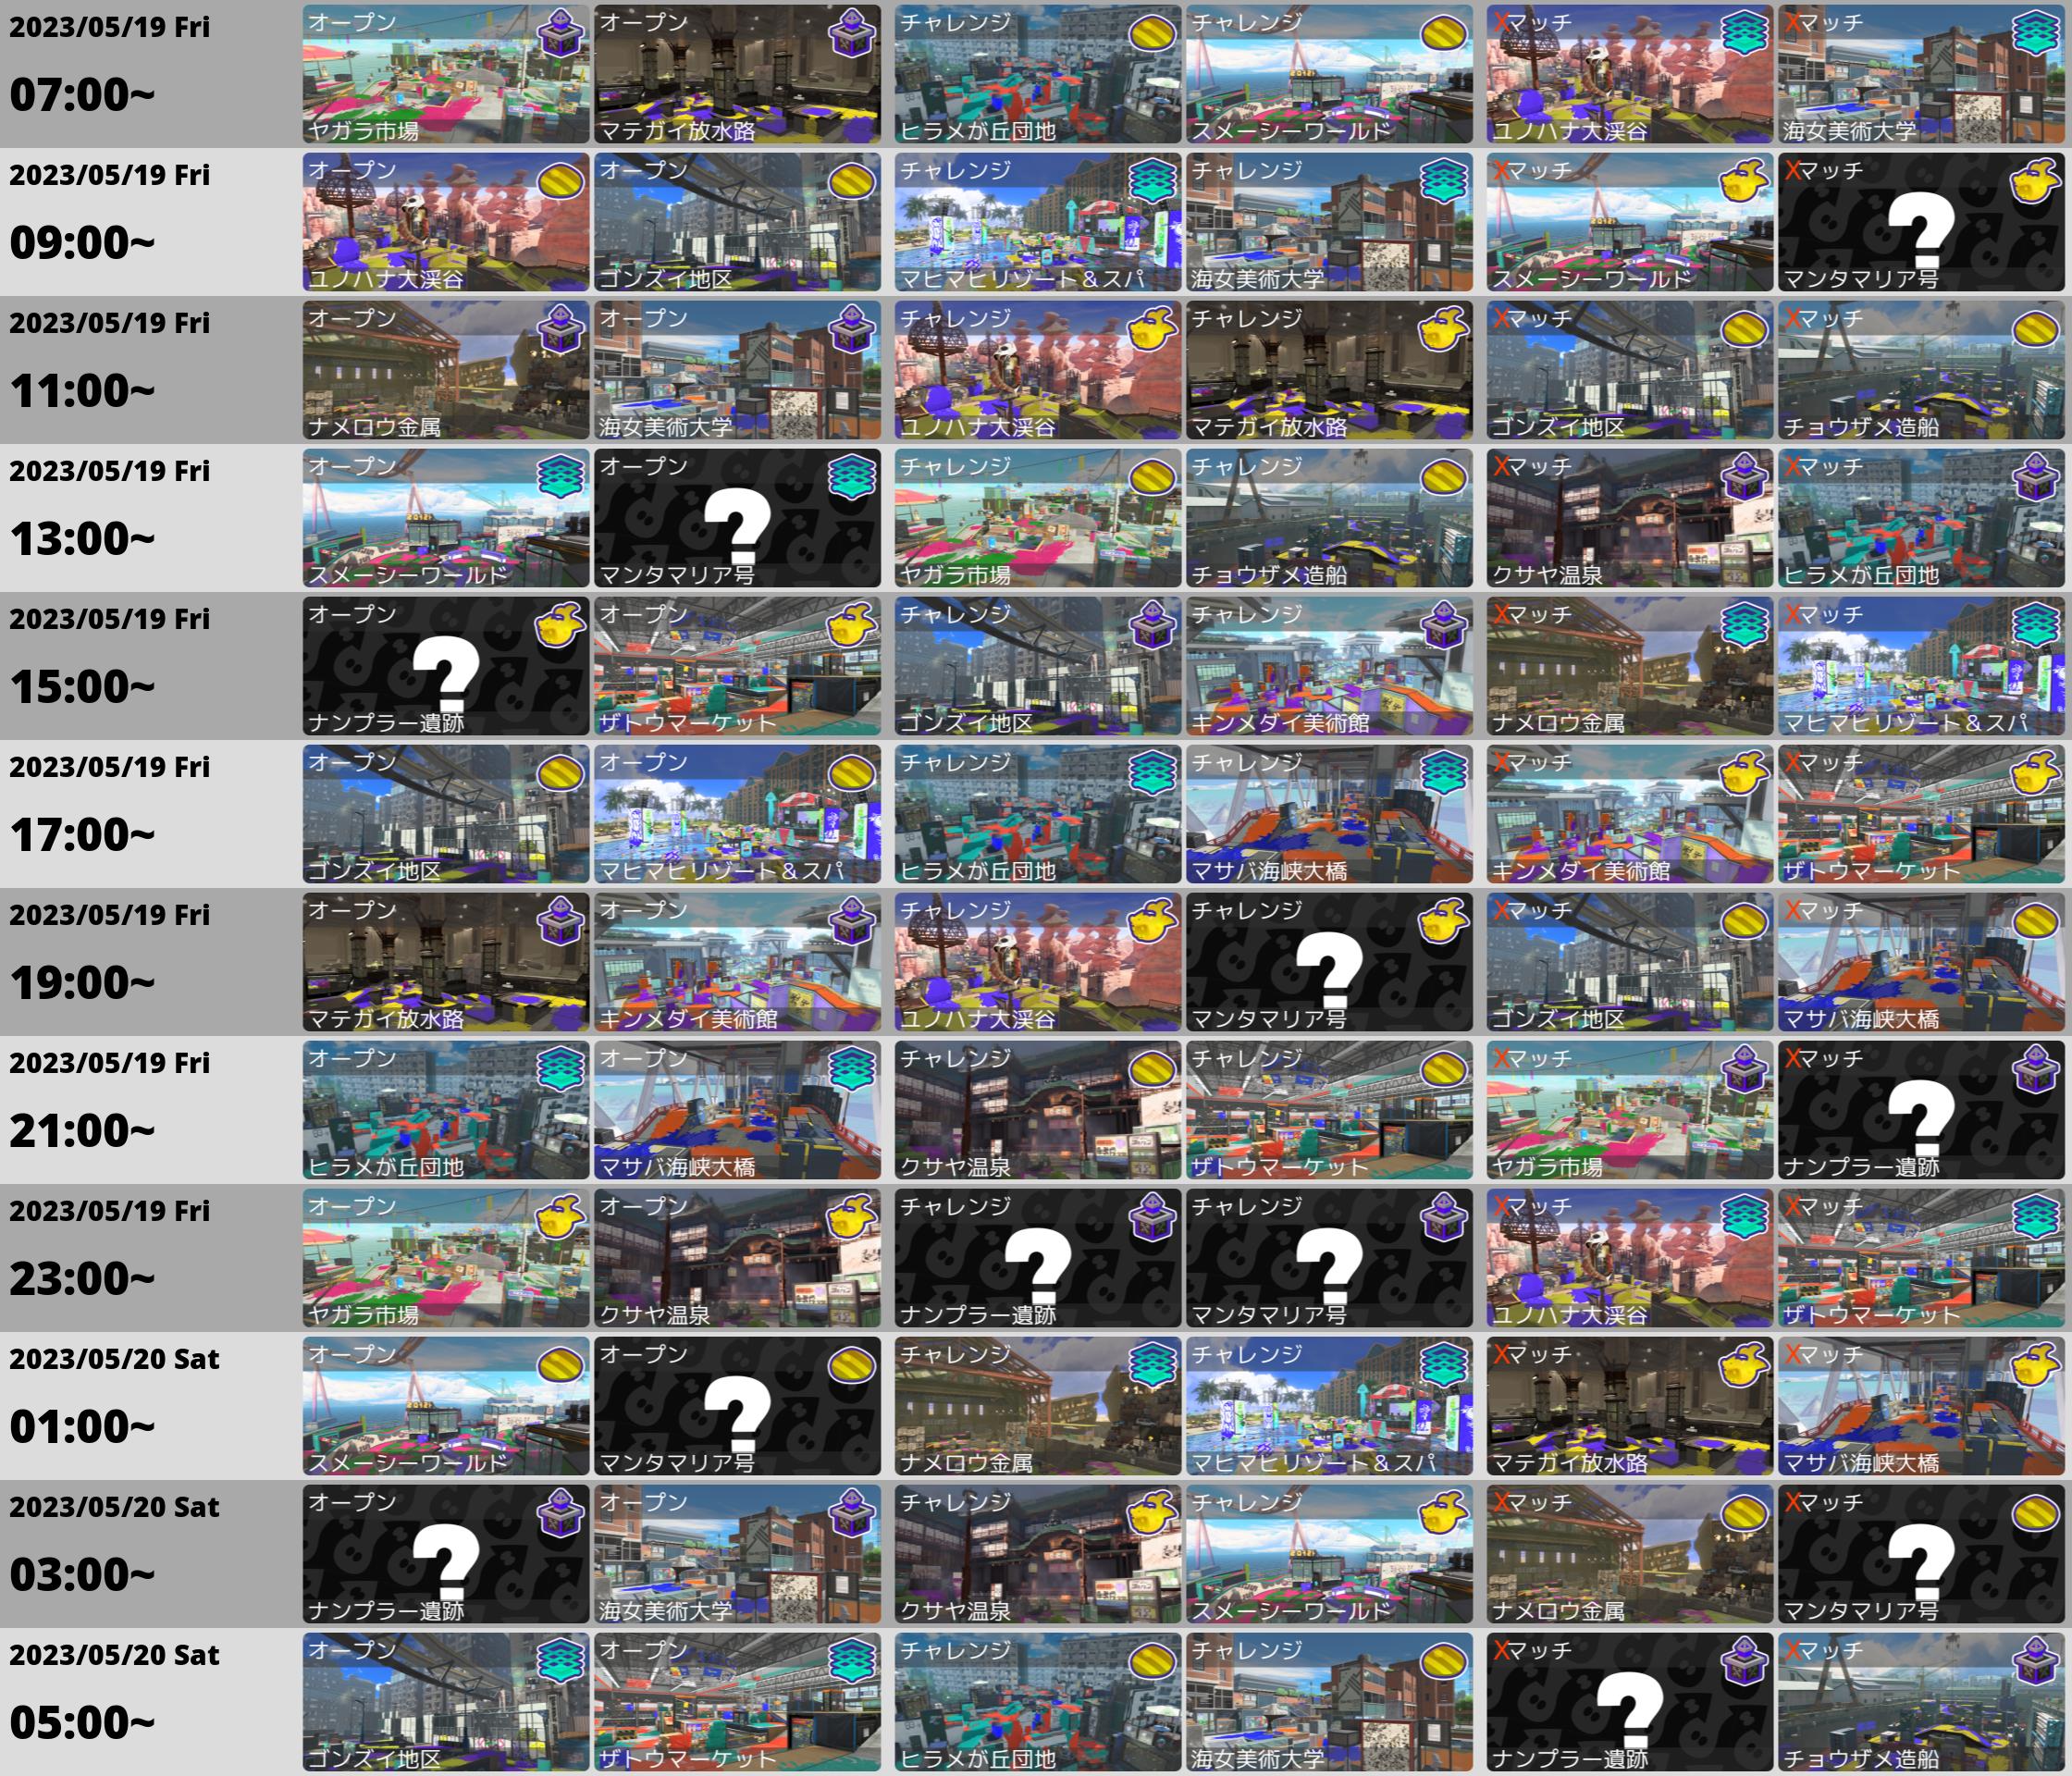 2023/05/19 Fri
07:00~
オープン オープン チャレンジ チャレンジ Xマッチ Xマッチ
ヤガラ市場 マテガイ放水路 ヒラメが丘団地 スメーシーワールド ユノハナ大渓谷 海女美術大学
2023/05/19 Fri
09:00~
オープン オープン チャレンジ チャレンジ Xマッチ Xマッチ
ユノハナ大渓谷 ゴンズイ地区 マヒマヒリゾート＆スパ 海女美術大学 スメーシーワールド マンタマリア号
2023/05/19 Fri
11:00~
オープン オープン チャレンジ チャレンジ Xマッチ Xマッチ
ナメロウ金属 海女美術大学 ユノハナ大渓谷 マテガイ放水路 ゴンズイ地区 チョウザメ造船
2023/05/19 Fri
13:00~
オープン オープン チャレンジ チャレンジ Xマッチ Xマッチ
スメーシーワールド マンタマリア号 ヤガラ市場 チョウザメ造船 クサヤ温泉 ヒラメが丘団地
2023/05/19 Fri
15:00~
オープン オープン チャレンジ チャレンジ Xマッチ Xマッチ
ナンプラー遺跡 ザトウマーケット ゴンズイ地区 キンメダイ美術館 ナメロウ金属 マヒマヒリゾート＆スパ
2023/05/19 Fri
17:00~
オープン オープン チャレンジ チャレンジ Xマッチ Xマッチ
ゴンズイ地区 マヒマヒリゾート＆スパ ヒラメが丘団地 マサバ海峡大橋 キンメダイ美術館 ザトウマーケット
2023/05/19 Fri
19:00~
オープン オープン チャレンジ チャレンジ Xマッチ Xマッチ
マテガイ放水路 キンメダイ美術館 ユノハナ大渓谷 マンタマリア号 ゴンズイ地区 マサバ海峡大橋
2023/05/19 Fri
21:00~
オープン オープン チャレンジ チャレンジ Xマッチ Xマッチ
ヒラメが丘団地 マサバ海峡大橋 クサヤ温泉 ザトウマーケット ヤガラ市場 ナンプラー遺跡
2023/05/19 Fri
23:00~
オープン オープン チャレンジ チャレンジ Xマッチ Xマッチ
ヤガラ市場 クサヤ温泉 ナンプラー遺跡 マンタマリア号 ユノハナ大渓谷 ザトウマーケット
2023/05/20 Sat
01:00~
オープン オープン チャレンジ チャレンジ Xマッチ Xマッチ
スメーシーワールド マンタマリア号 ナメロウ金属 マヒマヒリゾート＆スパ マテガイ放水路 マサバ海峡大橋
2023/05/20 Sat
03:00~
オープン オープン チャレンジ チャレンジ Xマッチ Xマッチ
ナンプラー遺跡 海女美術大学 クサヤ温泉 スメーシーワールド ナメロウ金属 マンタマリア号
2023/05/20 Sat
05:00~
オープン オープン チャレンジ チャレンジ Xマッチ Xマッチ
ゴンズイ地区 ザトウマーケット ヒラメが丘団地 海女美術大学 ナンプラー遺跡 チョウザメ造船